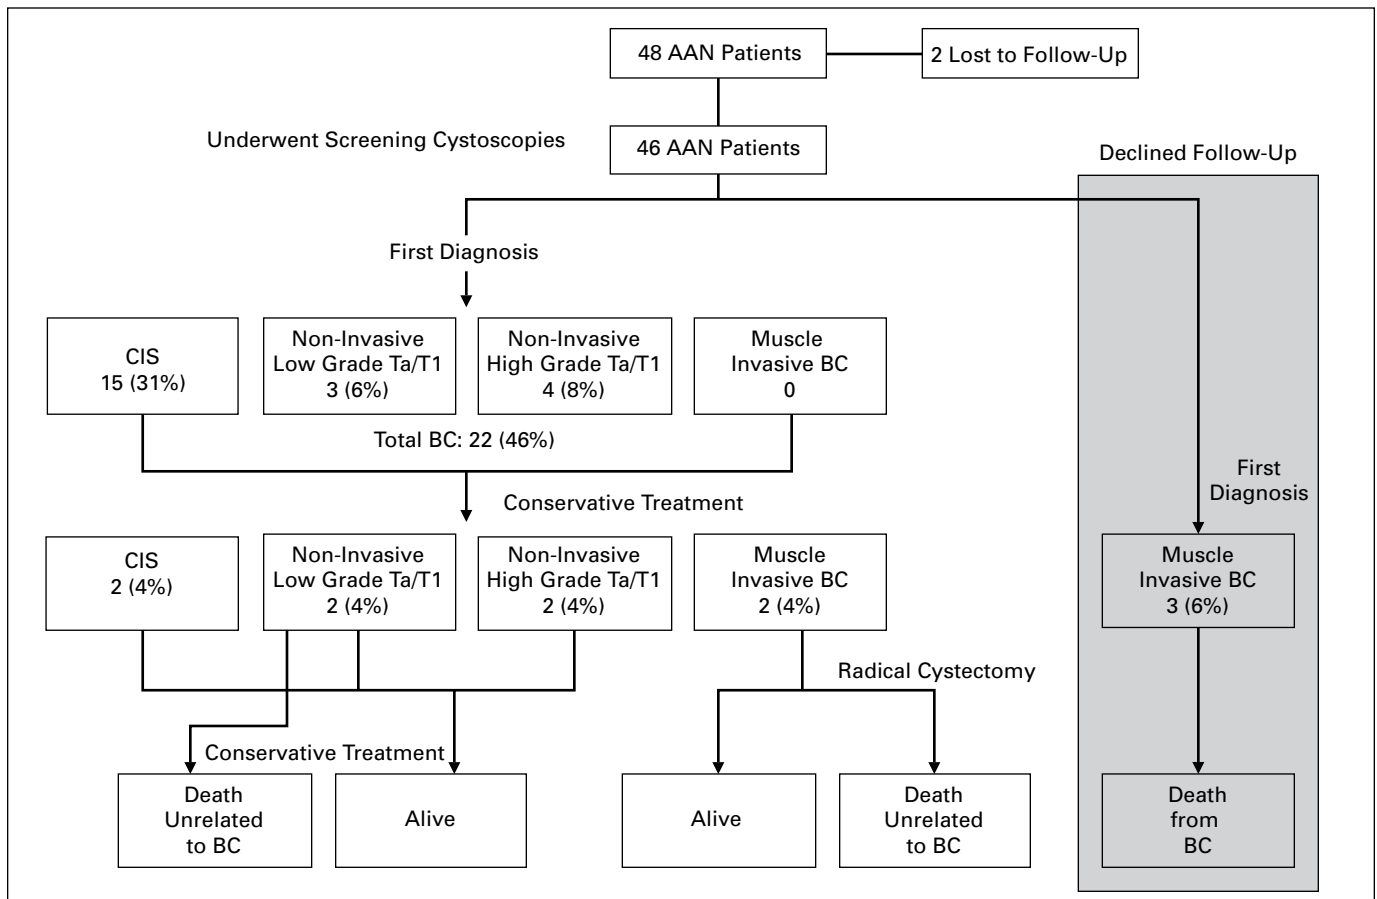 48 AAN Patients
2 Lost to Follow-Up
Underwent Screening Cystoscopies
46 AAN Patients
Declined Follow-Up
First Diagnosis
CIS
15 (31%)
Non-Invasive
Low Grade Ta/T1
3 (6%)
Non-Invasive
High Grade Ta/T1
4 (8%)
Muscle
Invasive BC
0
Total BC: 22 (46%)
First
Diagnosis
Conservative Treatment
CIS
2 (4%)
Non-Invasive
Low Grade Ta/T1
2 (4%)
Non-Invasive
High Grade Ta/T1
2 (4%)
Muscle
Invasive BC
2 (4%)
Muscle
Invasive BC
3 (6%)
Radical Cystectomy
Conservative Treatment
Death
Unrelated
to BC
Alive
Alive
Death
Unrelated
to BC
Death
from
BC